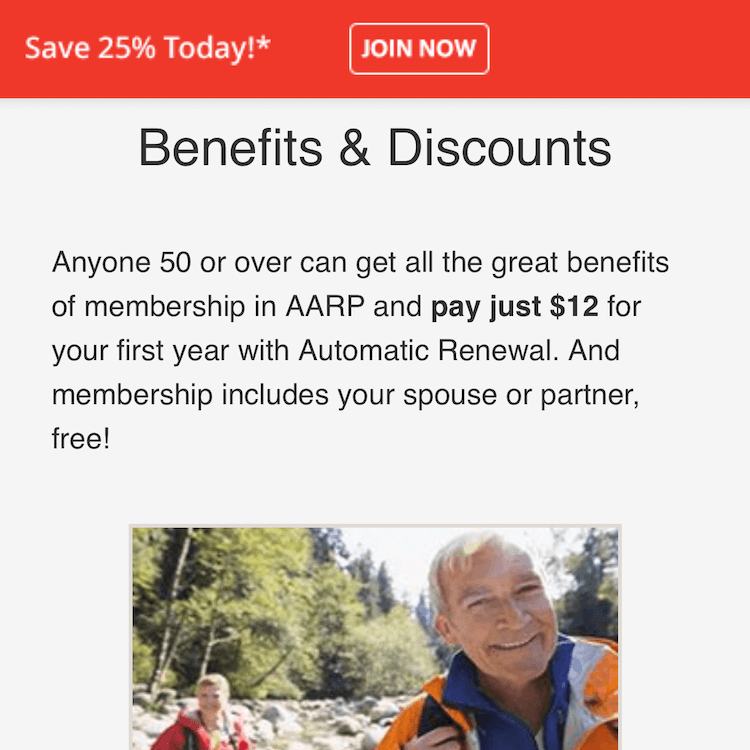 Save 25% Today!*
JOIN NOW
Benefits & Discounts
Anyone 50 or over can get all the great benefits
of membership in AARP and pay just $12 for
your first year with Automatic Renewal. And
membership includes your spouse or partner,
free!